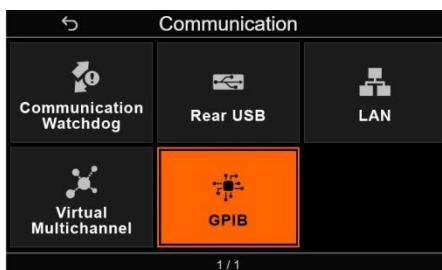 Communication
Communication
Watchdog
Rear USB
LAN
Virtual
Multichannel
GPIB
1/1